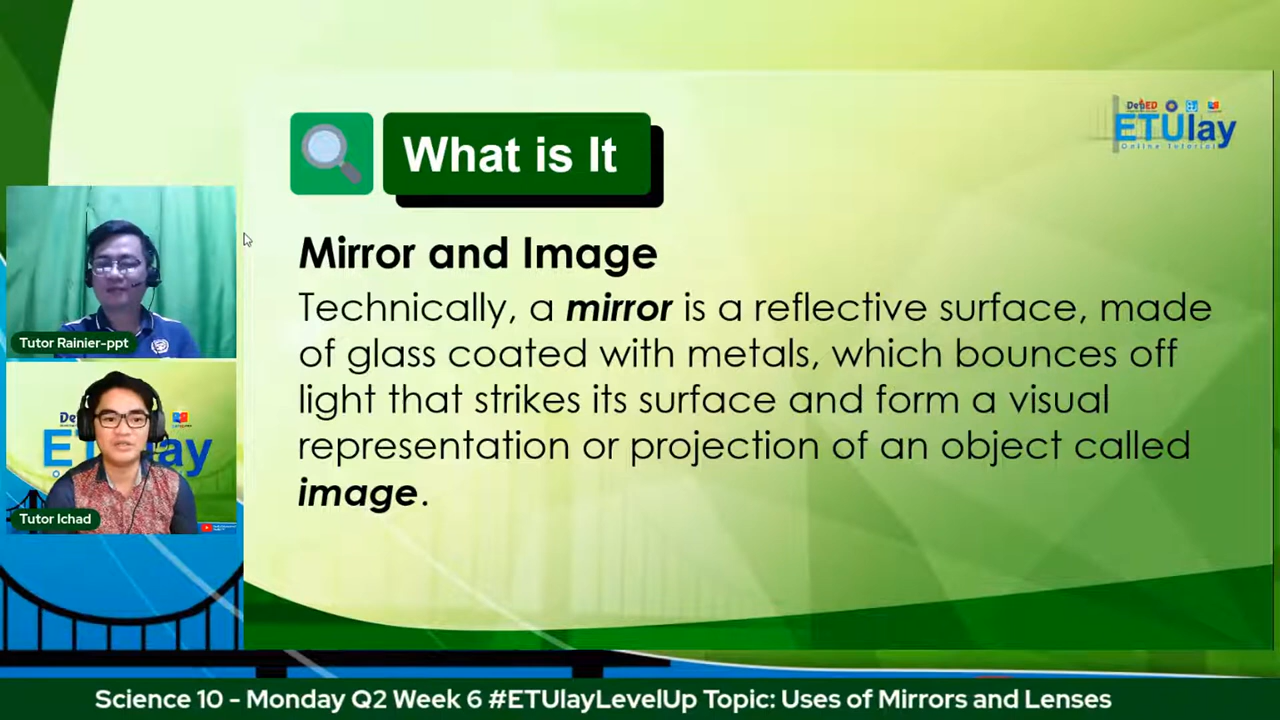 What is It
DepED
ETUlay
Online Tutorial
Mirror and Image
Technically, a mirror is a reflective surface, made
of glass coated with metals, which bounces off
light that strikes its surface and form a visual
representation or projection of an object called
image.
Tutor Rainier-ppt
Tutor Ichad
Science 10 - Monday Q2 Week 6 #ETUlayLevelUp Topic: Uses of Mirrors and Lenses